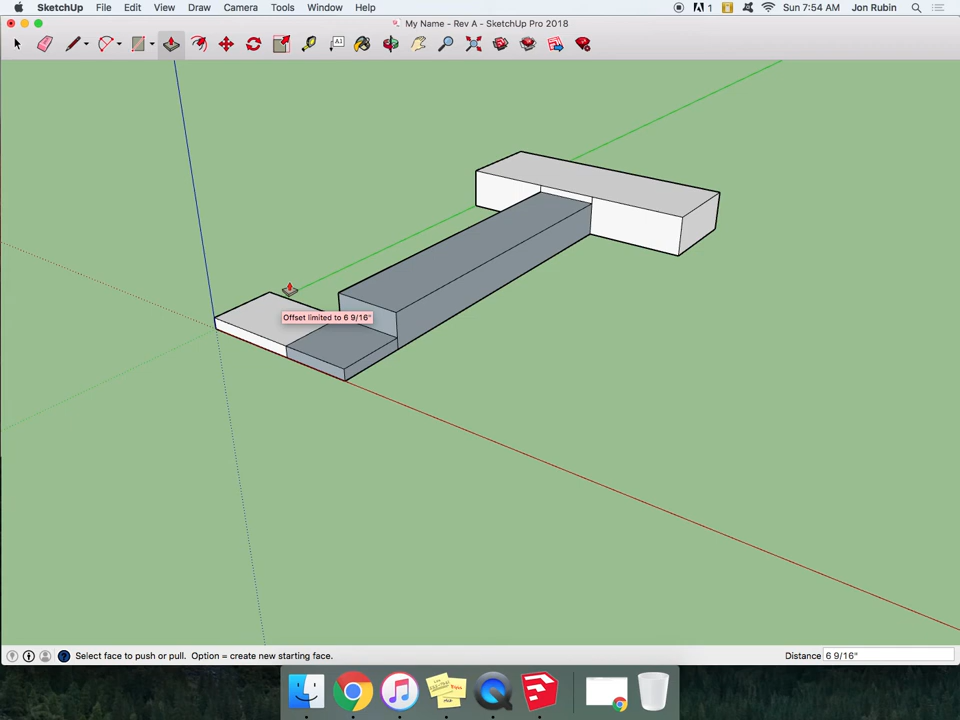 SketchUp File Edit View Draw Camera Tools Window Help 1 Sun 7:54 AM Jon Rubin
My Name - Rev A - SketchUp Pro 2018
A1
Offset limited to 6 9/16"
Select face to push or pull. Option = create new starting face. Distance 6 9/16"